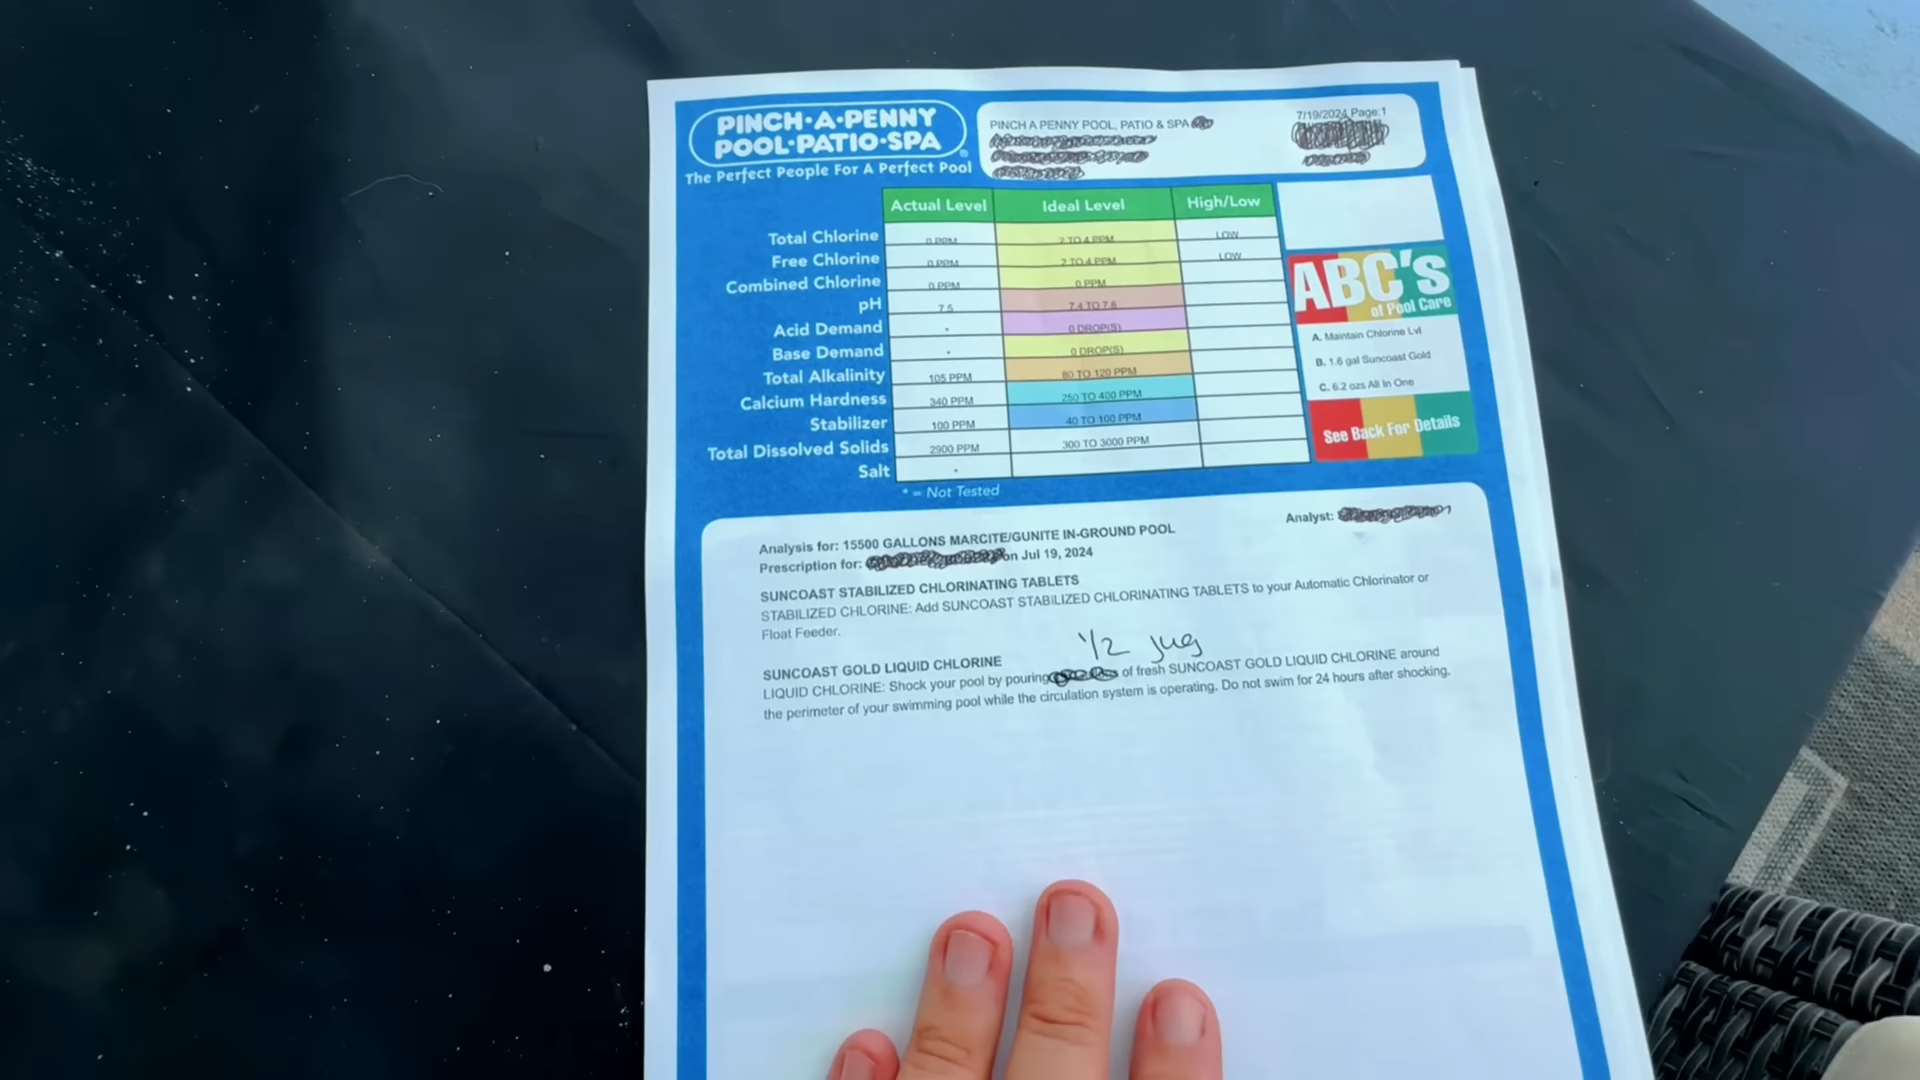 PINCH·A·PENNY
POOL·PATIO·SPA®
The Perfect People For A Perfect Pool
PINCH A PENNY POOL, PATIO & SPA
7/19/2024 Page:1
Actual Level Ideal Level High/Low
Total Chlorine 0 PPM 2 TO 4 PPM LOW
Free Chlorine 0 PPM 2 TO 4 PPM LOW
Combined Chlorine 0 PPM 0 PPM
pH 7.5 7.4 TO 7.6
Acid Demand * 0 DROP(S)
Base Demand * 0 DROP(S)
Total Alkalinity 105 PPM 80 TO 120 PPM
Calcium Hardness 340 PPM 250 TO 400 PPM
Stabilizer 100 PPM 40 TO 100 PPM
Total Dissolved Solids 2900 PPM 300 TO 3000 PPM
Salt *
* = Not Tested
ABC's
of Pool Care
A. Maintain Chlorine Lvl
B. 1.6 gal Suncoast Gold
C. 6.2 ozs All In One
See Back For Details
Analyst:
Analysis for: 15500 GALLONS MARCITE/GUNITE IN-GROUND POOL
Prescription for: on Jul 19, 2024
SUNCOAST STABILIZED CHLORINATING TABLETS
STABILIZED CHLORINE: Add SUNCOAST STABILIZED CHLORINATING TABLETS to your Automatic Chlorinator or
Float Feeder.
1/2 jug
SUNCOAST GOLD LIQUID CHLORINE
LIQUID CHLORINE: Shock your pool by pouring of fresh SUNCOAST GOLD LIQUID CHLORINE around
the perimeter of your swimming pool while the circulation system is operating. Do not swim for 24 hours after shocking.